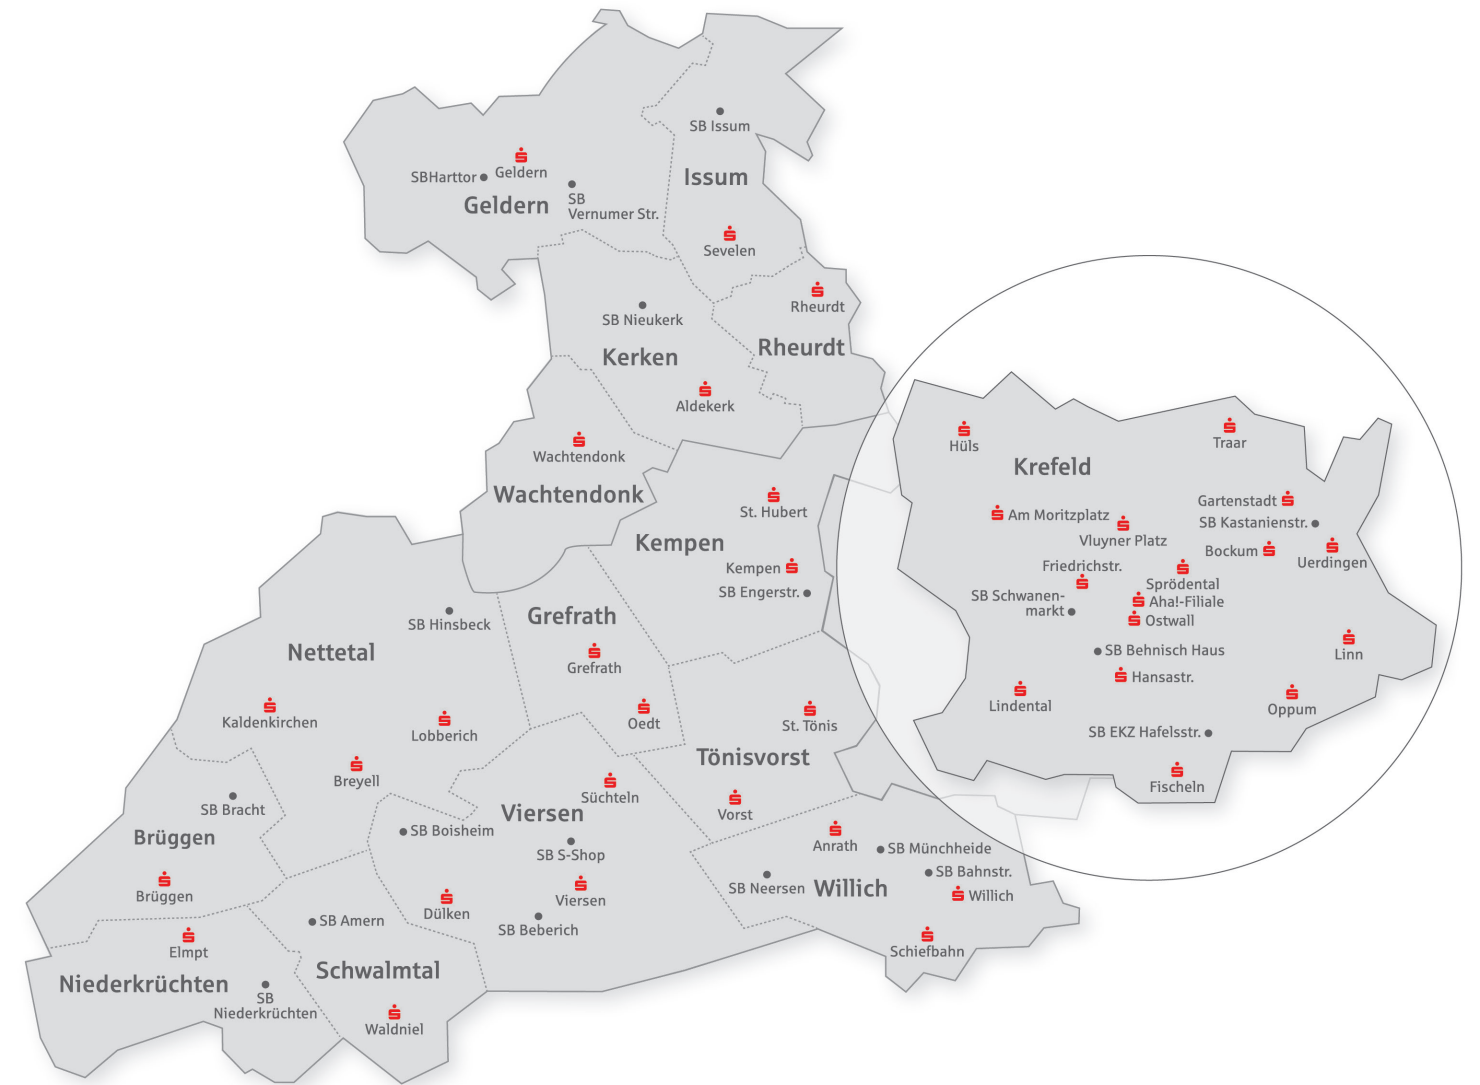 SB Issum
Geldern
SBHarttor
Geldern
SB
Vernumer Str.
Issum
Sevelen
Rheurdt
Rheurdt
SB Nieukerk
Kerken
Aldekerk
Wachtendonk
Wachtendonk
St. Hubert
Kempen
Kempen
SB Engerstr.
Grefrath
Grefrath
Oedt
SB Hinsbeck
Nettetal
Kaldenkirchen
Lobberich
Breyell
St. Tönis
Tönisvorst
Vorst
Süchteln
Viersen
SB Boisheim
SB S-Shop
Viersen
Dülken
SB Beberich
SB Bracht
Brüggen
Brüggen
Elmpt
Niederkrüchten
SB
Niederkrüchten
SB Amern
Schwalmtal
Waldniel
Anrath
SB Münchheide
SB Neersen
Willich
SB Bahnstr.
Willich
Schiefbahn
Hüls
Traar
Krefeld
Gartenstadt
Am Moritzplatz
SB Kastanienstr.
Vluyner Platz
Bockum
Uerdingen
Friedrichstr.
Sprödental
SB Schwanen-
markt
Aha!-Filiale
Ostwall
SB Behnisch Haus
Linn
Hansastr.
Lindental
Oppum
SB EKZ Hafelsstr.
Fischeln